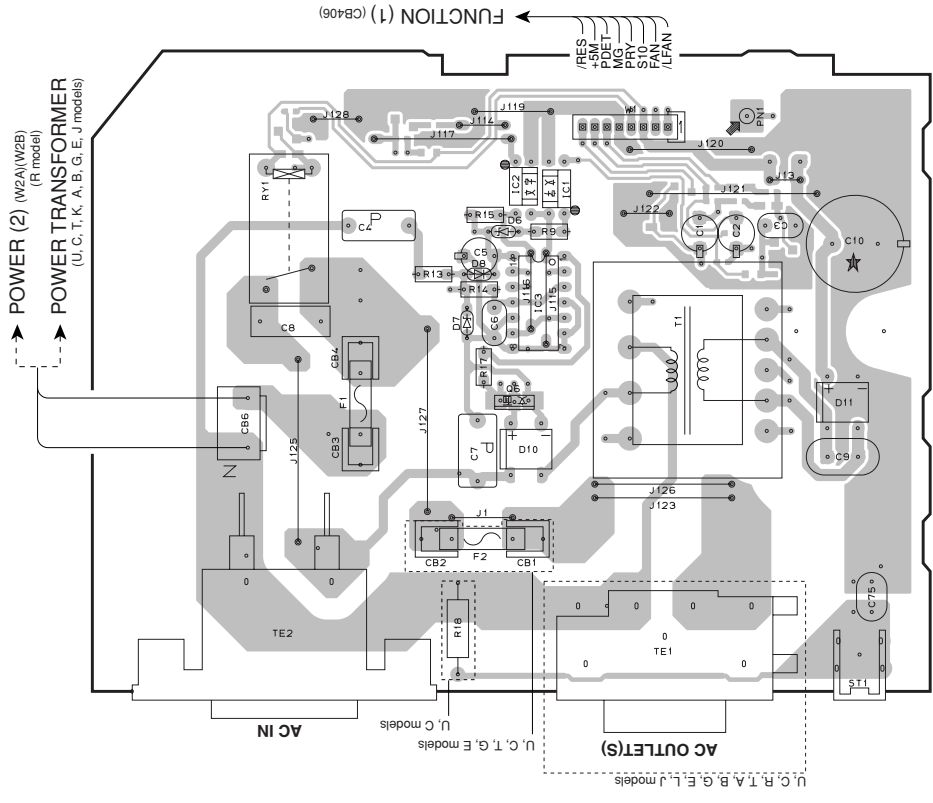 FUNCTION (1) (CB406)
/RES
+5M
PDET
MG
PRY
S10
FAN
/LFAN
POWER (2) (W2A)(W2B)
(R model)
POWER TRANSFORMER
(U, C, T, K, A, B, G, E, J models)
J128
J119
J114
J117
W1
1
PN1
J120
J13
J121
J122
RY1
C4
IC2
IC1
R15
D6
R9
C5
D8
R13
R14
C1
C2
C3
C10
C8
D7
C6
J116
IC3
J115
T1
CB4
F1
CB3
R17
Q6
CB6
N
J125
J127
C7
P
D10
+
D11
+
C9
J126
J123
J1
CB2
F2
CB1
TE2
R18
TE1
C75
ST1
AC IN
U, C models
U, C, T, G, E models
AC OUTLET(S)
U, C, R, T, A, B, G, E, L, J models